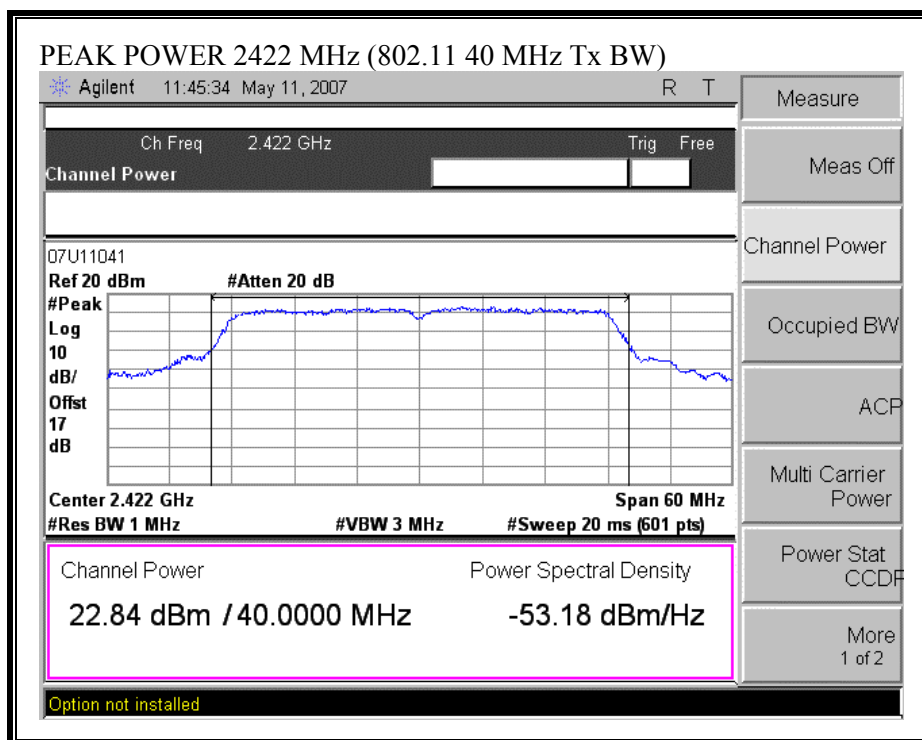 PEAK POWER 2422 MHz (802.11 40 MHz Tx BW)
Agilent 11:45:34 May 11, 2007 R T
Measure
Ch Freq 2.422 GHz Trig Free
Channel Power
Meas Off
Channel Power
Occupied BW
ACP
Multi Carrier
Power
Power Stat
CCDF
More
1 of 2
07U11041
Ref 20 dBm #Atten 20 dB
#Peak
Log
10
dB/
Offst
17
dB
Center 2.422 GHz Span 60 MHz
#Res BW 1 MHz #VBW 3 MHz #Sweep 20 ms (601 pts)
Channel Power Power Spectral Density
22.84 dBm / 40.0000 MHz -53.18 dBm/Hz
Option not installed